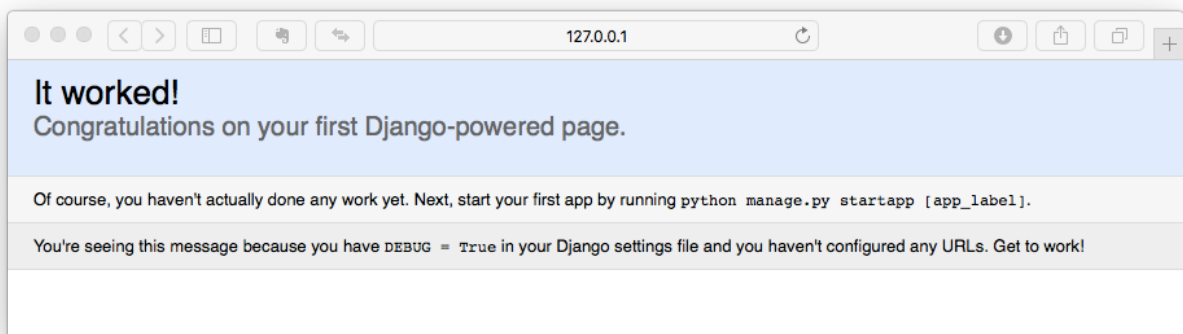 127.0.0.1
It worked!
Congratulations on your first Django-powered page.
Of course, you haven't actually done any work yet. Next, start your first app by running python manage.py startapp [app_label].
You're seeing this message because you have DEBUG = True in your Django settings file and you haven't configured any URLs. Get to work!